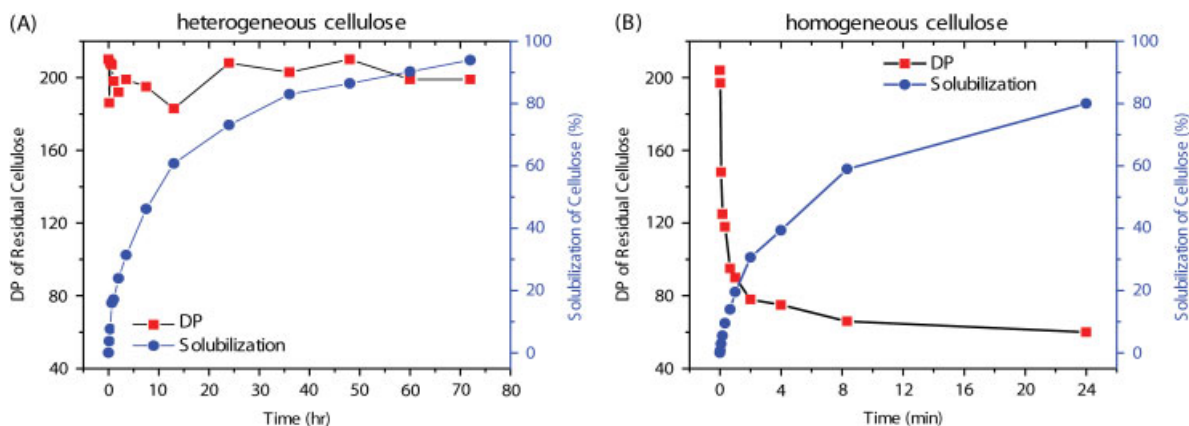 (A)
heterogeneous cellulose
DP of Residual Cellulose
200
160
120
80
40
100
80
60
40
20
0
Solubilization of Cellulose (%)
DP
Solubilization
0 10 20 30 40 50 60 70 80
Time (hr)
(B)
homogeneous cellulose
DP of Residual Cellulose
200
160
120
80
40
DP
Solubilization
100
80
60
40
20
0
Solubilization of Cellulose (%)
0 4 8 12 16 20 24
Time (min)